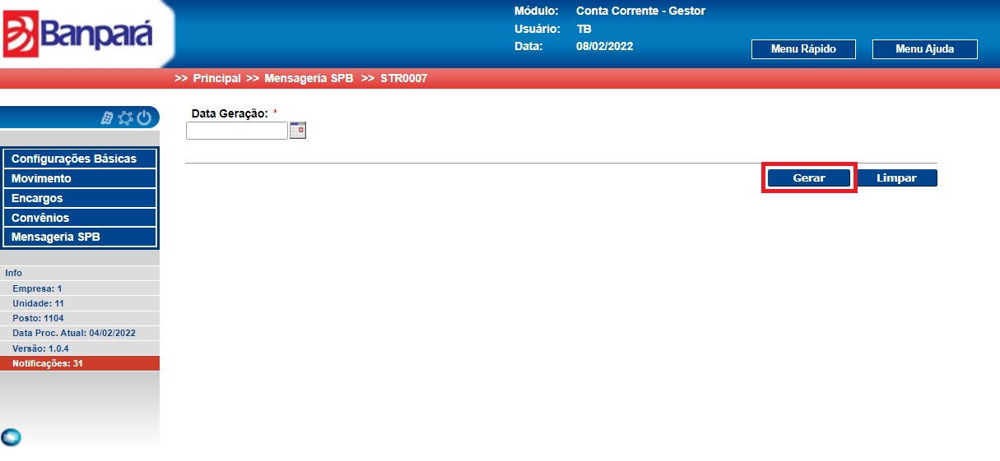 Banpará
Módulo: Conta Corrente - Gestor
Usuário: TB
Data: 08/02/2022
Menu Rápido
Menu Ajuda
>> Principal >> Mensageria SPB >> STR0007
Data Geração: *
Configurações Básicas
Movimento
Encargos
Convênios
Mensageria SPB
Gerar
Limpar
Info
Empresa: 1
Unidade: 11
Posto: 1104
Data Proc. Atual: 04/02/2022
Versão: 1.0.4
Notificações: 31